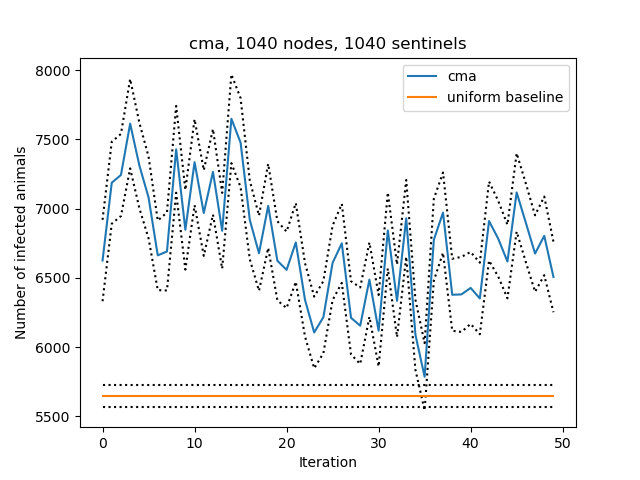 cma, 1040 nodes, 1040 sentinels
cma
uniform baseline
Number of infected animals
8000
7500
7000
6500
6000
5500
0 10 20 30 40 50
Iteration